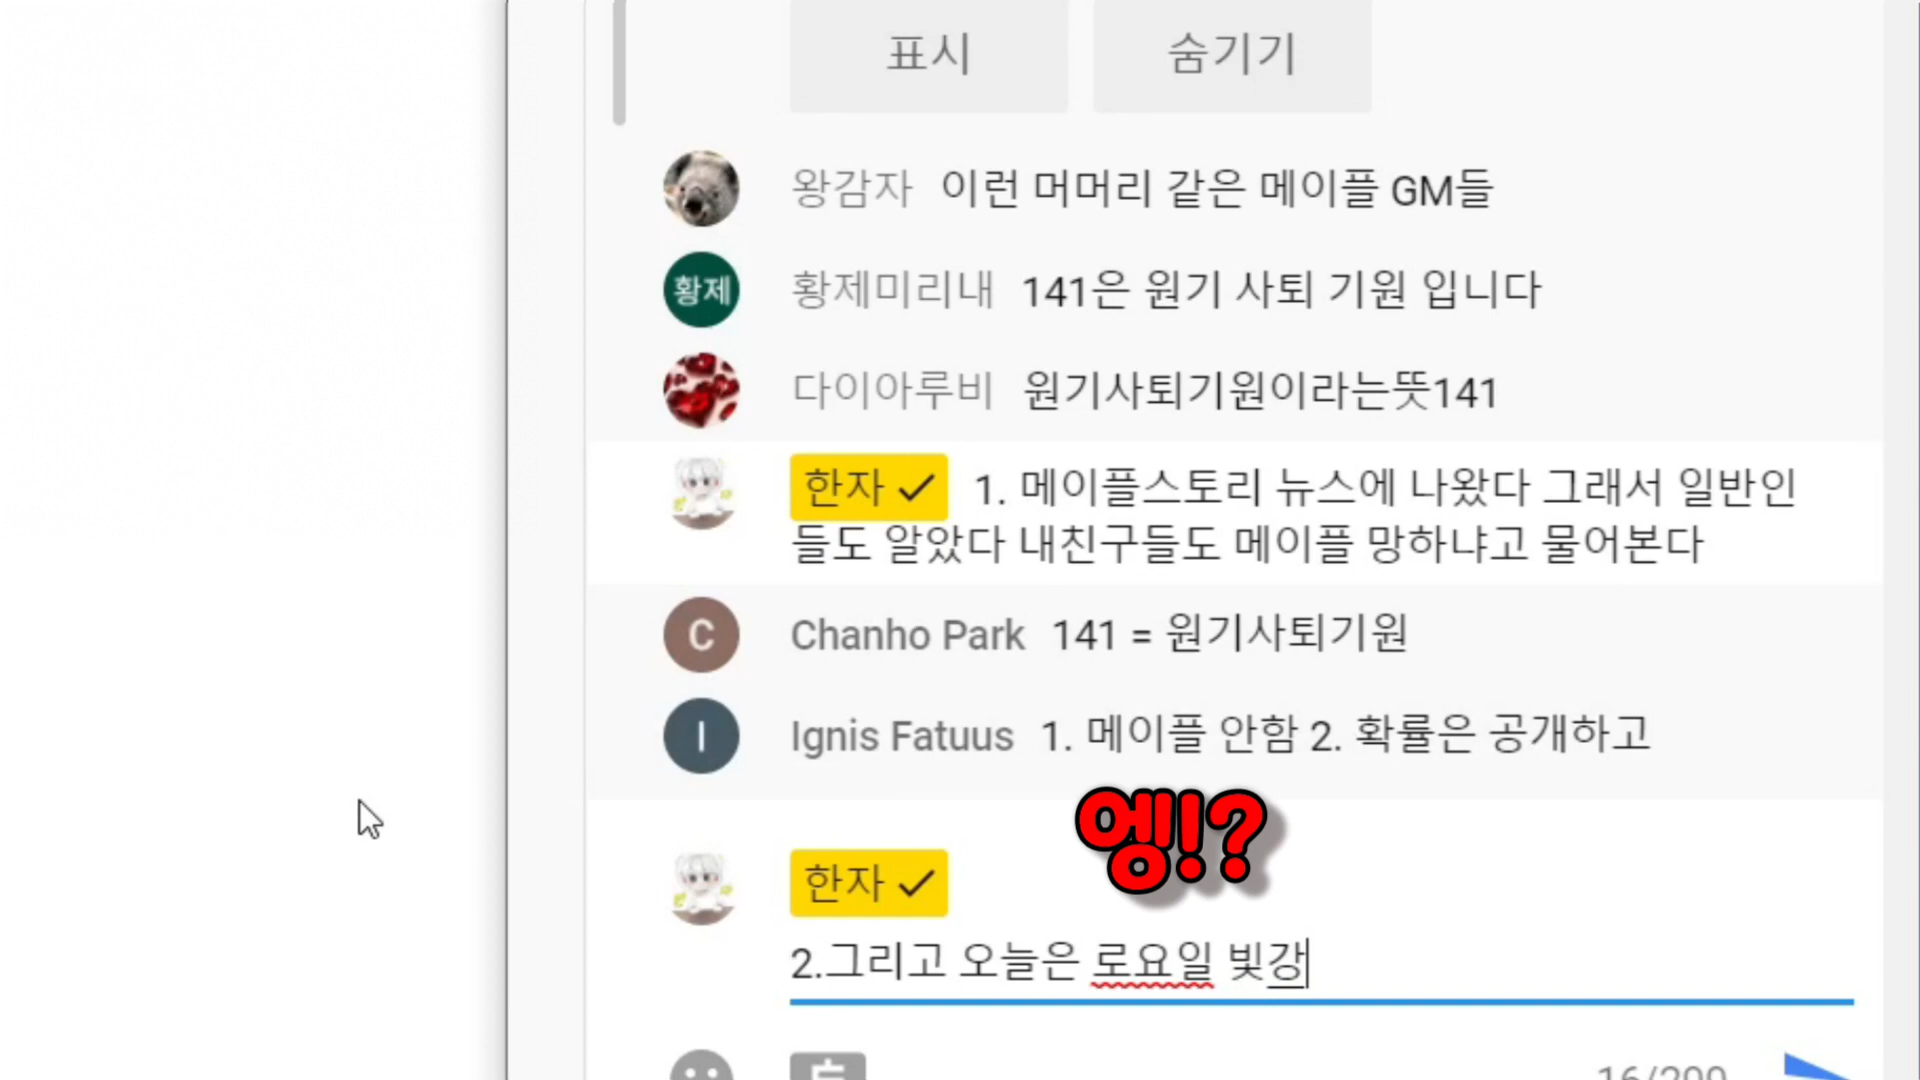 표시
숨기기
왕감자 이런 머머리 같은 메이플 GM들
황제
황제미리내 141은 원기 사퇴 기원 입니다
다이아루비 원기사퇴기원이라는뜻141
한자 1. 메이플스토리 뉴스에 나왔다 그래서 일반인
들도 알았다 내친구들도 메이플 망하냐고 물어본다
C
Chanho Park 141 = 원기사퇴기원
I
Ignis Fatuus 1. 메이플 안함 2. 확률은 공개하고
엥!?
한자
2.그리고 오늘은 로요일 빛강
16/200